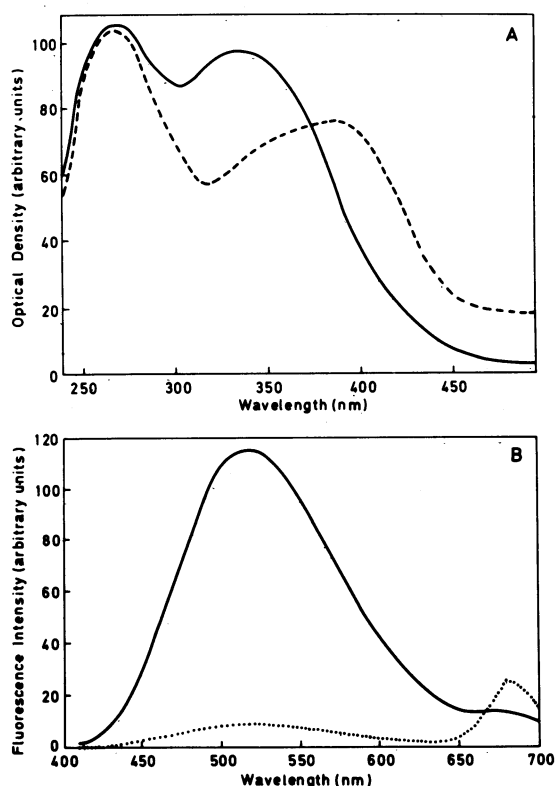 A
Optical Density (arbitrary units)
100
80
60
40
20
0
250 300 350 400 450
Wavelength (nm)
B
Fluorescence Intensity (arbitrary units)
120
100
80
60
40
20
0
400 450 500 550 600 650 700
Wavelength (nm)